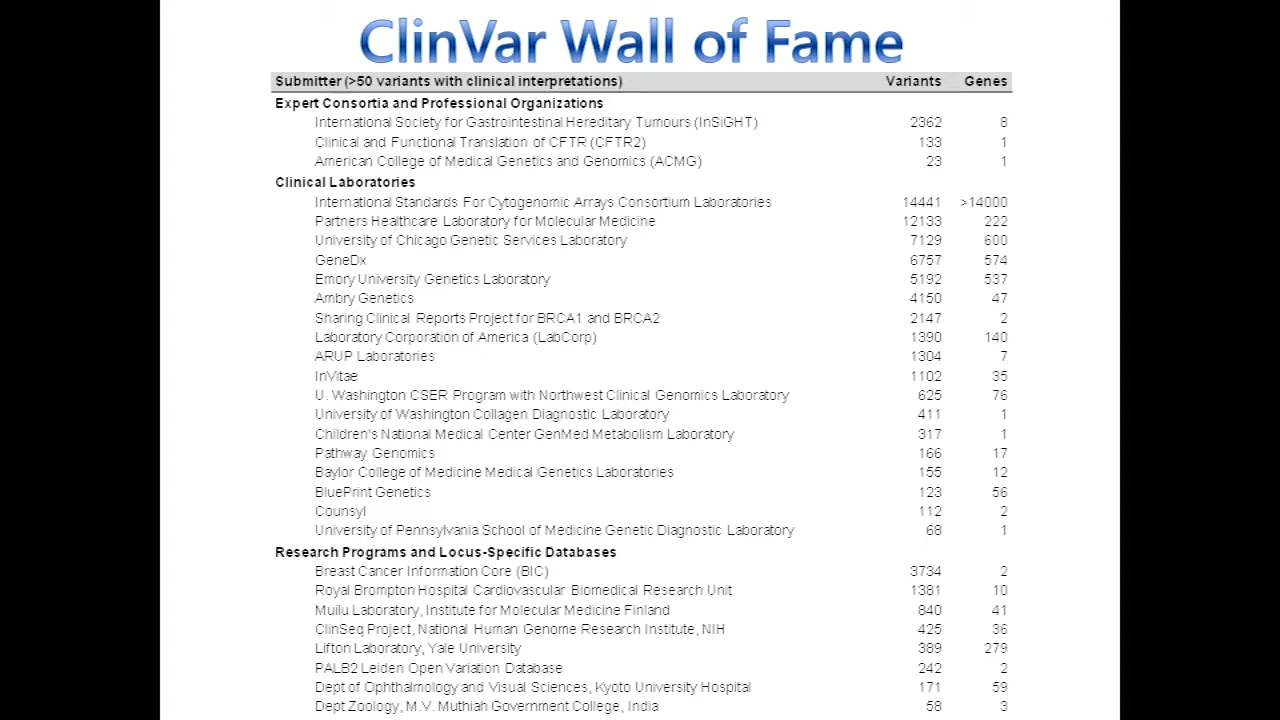 ClinVar Wall of Fame
Submitter (>50 variants with clinical interpretations) Variants Genes
Expert Consortia and Professional Organizations
International Society for Gastrointestinal Hereditary Tumours (InSiGHT) 2362 8
Clinical and Functional Translation of CFTR (CFTR2) 133 1
American College of Medical Genetics and Genomics (ACMG) 23 1
Clinical Laboratories
International Standards For Cytogenomic Arrays Consortium Laboratories 14441 >14000
Partners Healthcare Laboratory for Molecular Medicine 12133 222
University of Chicago Genetic Services Laboratory 7129 600
GeneDx 6757 574
Emory University Genetics Laboratory 5192 537
Ambry Genetics 4150 47
Sharing Clinical Reports Project for BRCA1 and BRCA2 2147 2
Laboratory Corporation of America (LabCorp) 1390 140
ARUP Laboratories 1304 7
InVitae 1102 35
U. Washington CSER Program with Northwest Clinical Genomics Laboratory 625 76
University of Washington Collagen Diagnostic Laboratory 411 1
Children's National Medical Center GenMed Metabolism Laboratory 317 1
Pathway Genomics 166 17
Baylor College of Medicine Medical Genetics Laboratories 155 12
BluePrint Genetics 123 56
Counsyl 112 2
University of Pennsylvania School of Medicine Genetic Diagnostic Laboratory 68 1
Research Programs and Locus-Specific Databases
Breast Cancer Information Core (BIC) 3734 2
Royal Brompton Hospital Cardiovascular Biomedical Research Unit 1381 10
Muilu Laboratory, Institute for Molecular Medicine Finland 840 41
ClinSeq Project, National Human Genome Research Institute, NIH 425 36
Lifton Laboratory, Yale University 389 279
PALB2 Leiden Open Variation Database 242 2
Dept of Ophthalmology and Visual Sciences, Kyoto University Hospital 171 59
Dept Zoology, M.V. Muthiah Government College, India 58 3